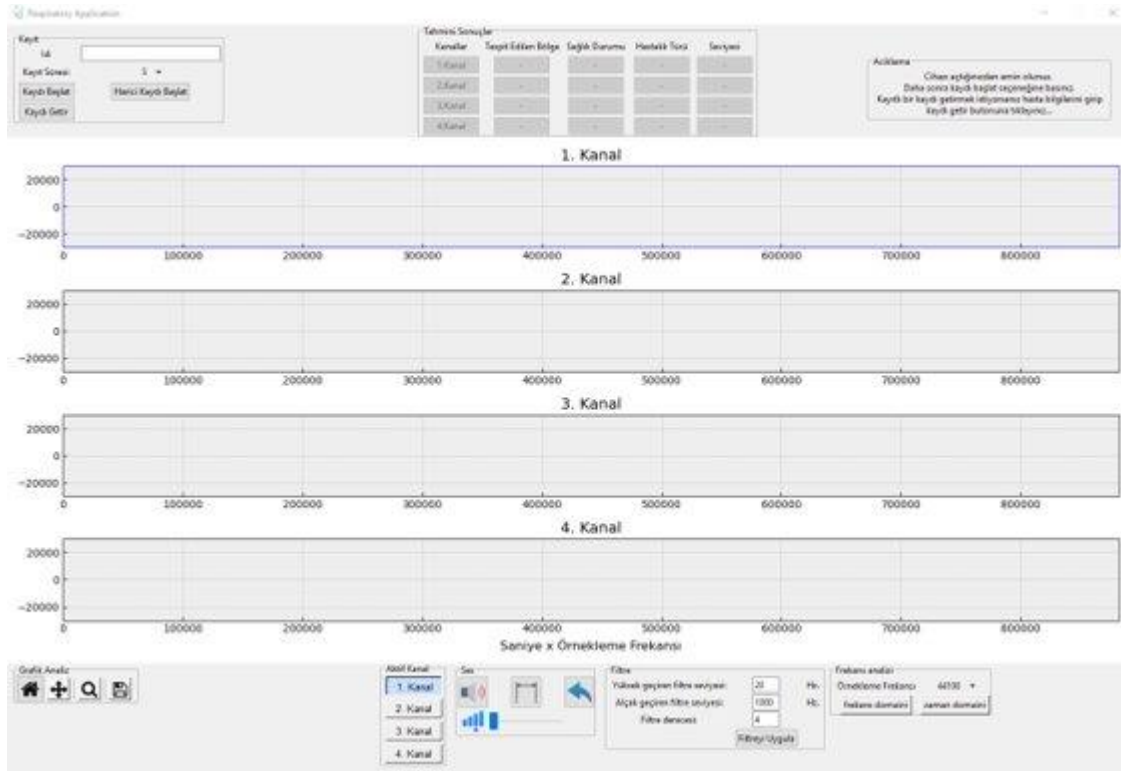 Respiratory Application
Kayıt
Id:
Kayıt Süresi: 5
Kaydı Başlat Harici Kaydı Başlat
Kaydı Getir
Tahmini Sonuçlar
Kanallar Tespit Edilen Bölge Sağlık Durumu Hastalık Türü Seviyesi
1.Kanal - - - -
2.Kanal - - - -
3.Kanal - - - -
4.Kanal - - - -
Açıklama
Cihazı açtığınızdan emin olunuz.
Daha sonra kaydı başlat seçeneğine basınız.
Kayıtlı bir kaydı getirmek istiyorsanız hasta bilgilerini girip
kaydı getir butonuna tıklayınız...
1. Kanal
20000
0
−20000
0 100000 200000 300000 400000 500000 600000 700000 800000
2. Kanal
20000
0
−20000
0 100000 200000 300000 400000 500000 600000 700000 800000
3. Kanal
20000
0
−20000
0 100000 200000 300000 400000 500000 600000 700000 800000
4. Kanal
20000
0
−20000
0 100000 200000 300000 400000 500000 600000 700000 800000
Saniye x Örnekleme Frekansı
Grafik Analiz
Aktif Kanal
1. Kanal
2. Kanal
3. Kanal
4. Kanal
Ses
Filtre
Yüksek geçiren filtre seviyesi: 20 Hz.
Alçak geçiren filtre seviyesi: 1000 Hz.
Filtre derecesi: 4
Filtreyi Uygula
Frekans analizi
Örnekleme Frekansı 44100
frekans domaini zaman domaini